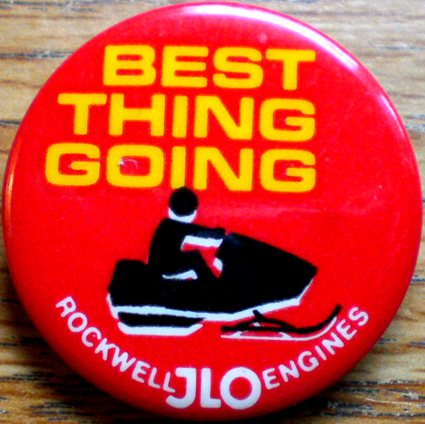 BEST
THING
GOING
ROCKWELL JLO ENGINES